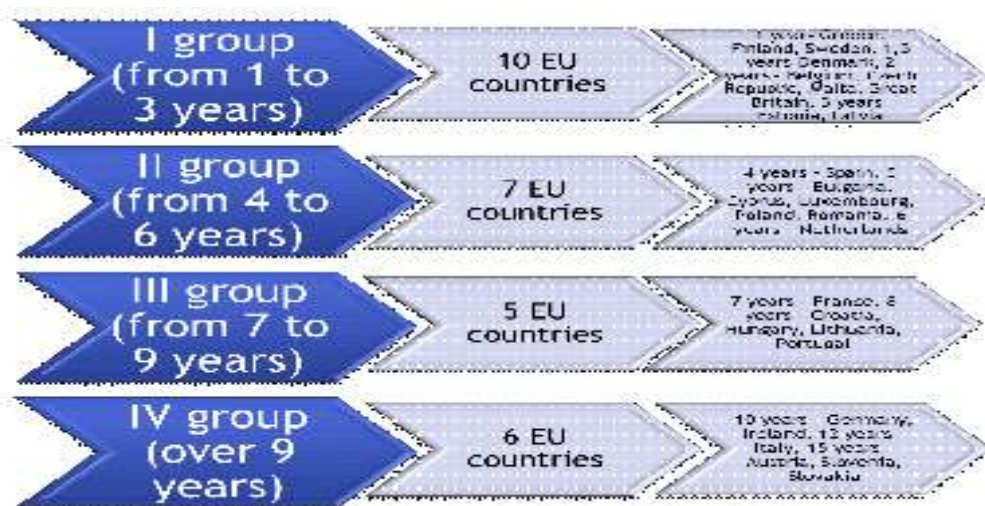 I group
(from 1 to
3 years)
10 EU
countries
1 year - Greece,
Finland, Sweden, 1,5
years Denmark, 2
years - Belgium, Czech
Republic, Malta, Great
Britain, 3 years
Estonia, Latvia
II group
(from 4 to
6 years)
7 EU
countries
4 years - Spain, 5
years - Bulgaria,
Cyprus, Luxembourg,
Poland, Romania, 6
years - Netherlands
III group
(from 7 to
9 years)
5 EU
countries
7 years - France, 8
years - Croatia,
Hungary, Lithuania,
Portugal
IV group
(over 9
years)
6 EU
countries
10 years - Germany,
Ireland, 12 years
Italy, 15 years
Austria, Slovenia,
Slovakia